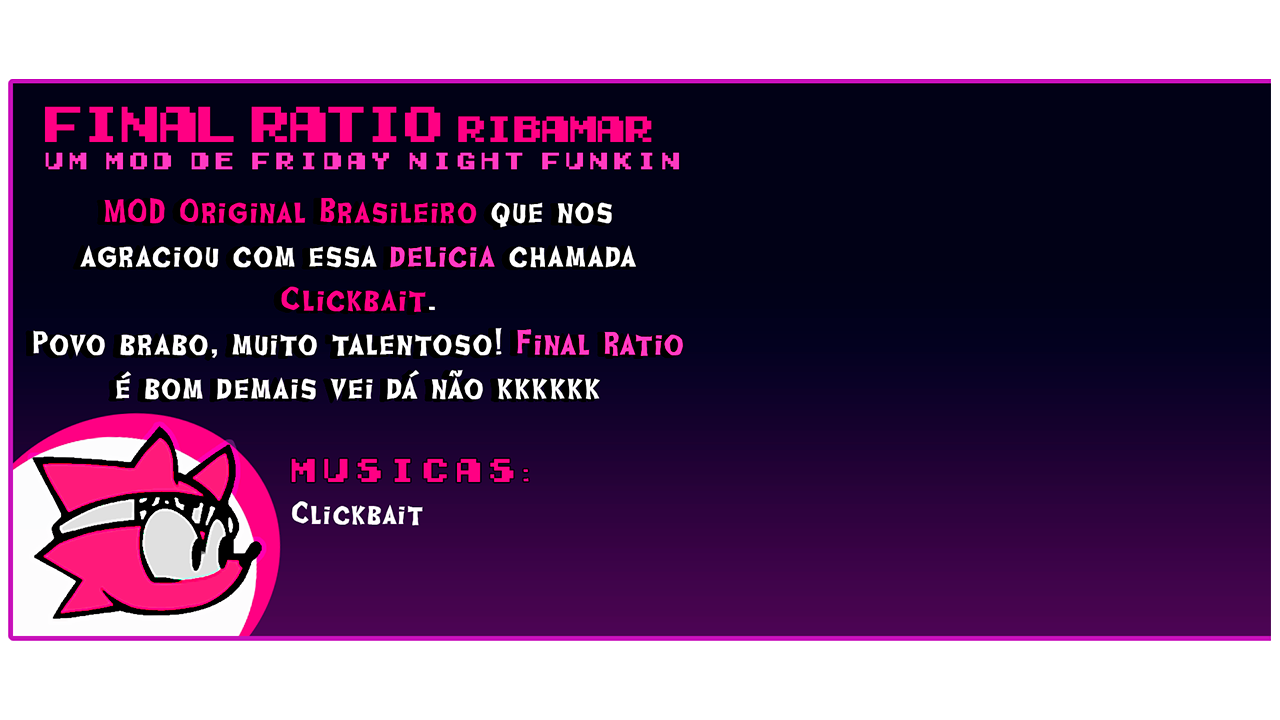 FINAL RATIO RIBAMAR
UM MOD DE FRIDAY NIGHT FUNKIN
MOD Original Brasileiro que nos
agraciou com essa delicia chamada
Clickbait.
Povo brabo, muito talentoso! Final Ratio
é bom demais vei dá não kkkkkk
MUSICAS:
Clickbait